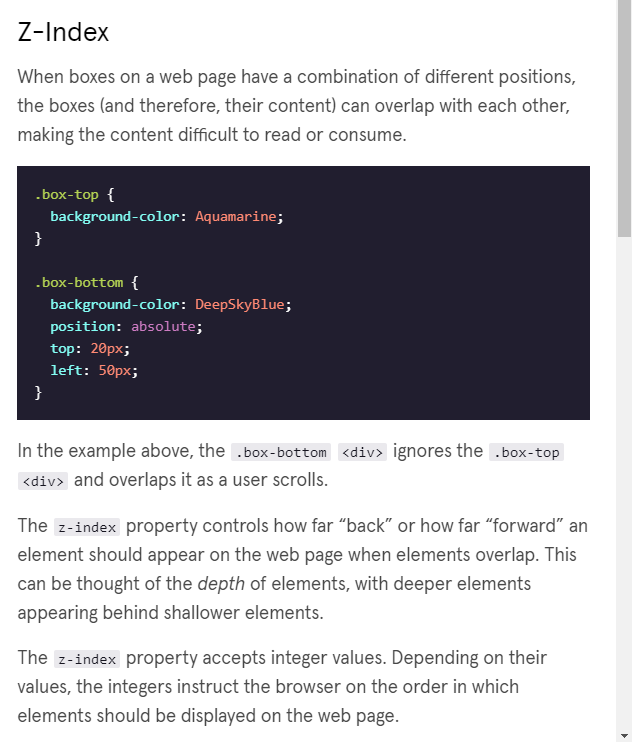 Z-Index
When boxes on a web page have a combination of different positions,
the boxes (and therefore, their content) can overlap with each other,
making the content difficult to read or consume.
.box-top {
  background-color: Aquamarine;
}
.box-bottom {
  background-color: DeepSkyBlue;
  position: absolute;
  top: 20px;
  left: 50px;
}
In the example above, the .box-bottom <div> ignores the .box-top
<div> and overlaps it as a user scrolls.
The z-index property controls how far “back” or how far “forward” an
element should appear on the web page when elements overlap. This
can be thought of the depth of elements, with deeper elements
appearing behind shallower elements.
The z-index property accepts integer values. Depending on their
values, the integers instruct the browser on the order in which
elements should be displayed on the web page.